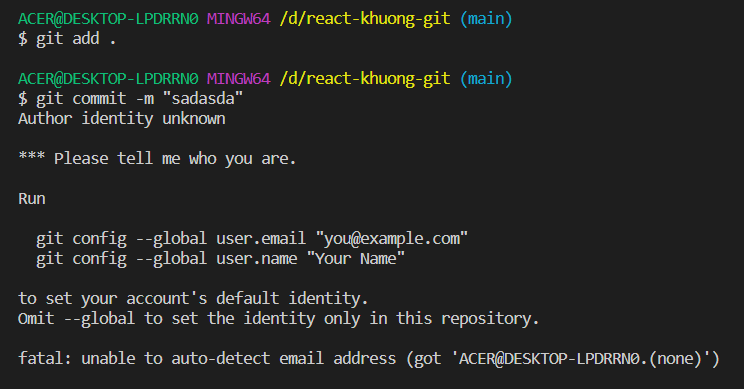 ACER@DESKTOP-LPDRRN0 MINGW64 /d/react-khuong-git (main)
$ git add .
ACER@DESKTOP-LPDRRN0 MINGW64 /d/react-khuong-git (main)
$ git commit -m "sadasda"
Author identity unknown
*** Please tell me who you are.
Run
git config --global user.email "you@example.com"
git config --global user.name "Your Name"
to set your account's default identity.
Omit --global to set the identity only in this repository.
fatal: unable to auto-detect email address (got 'ACER@DESKTOP-LPDRRN0.(none)')